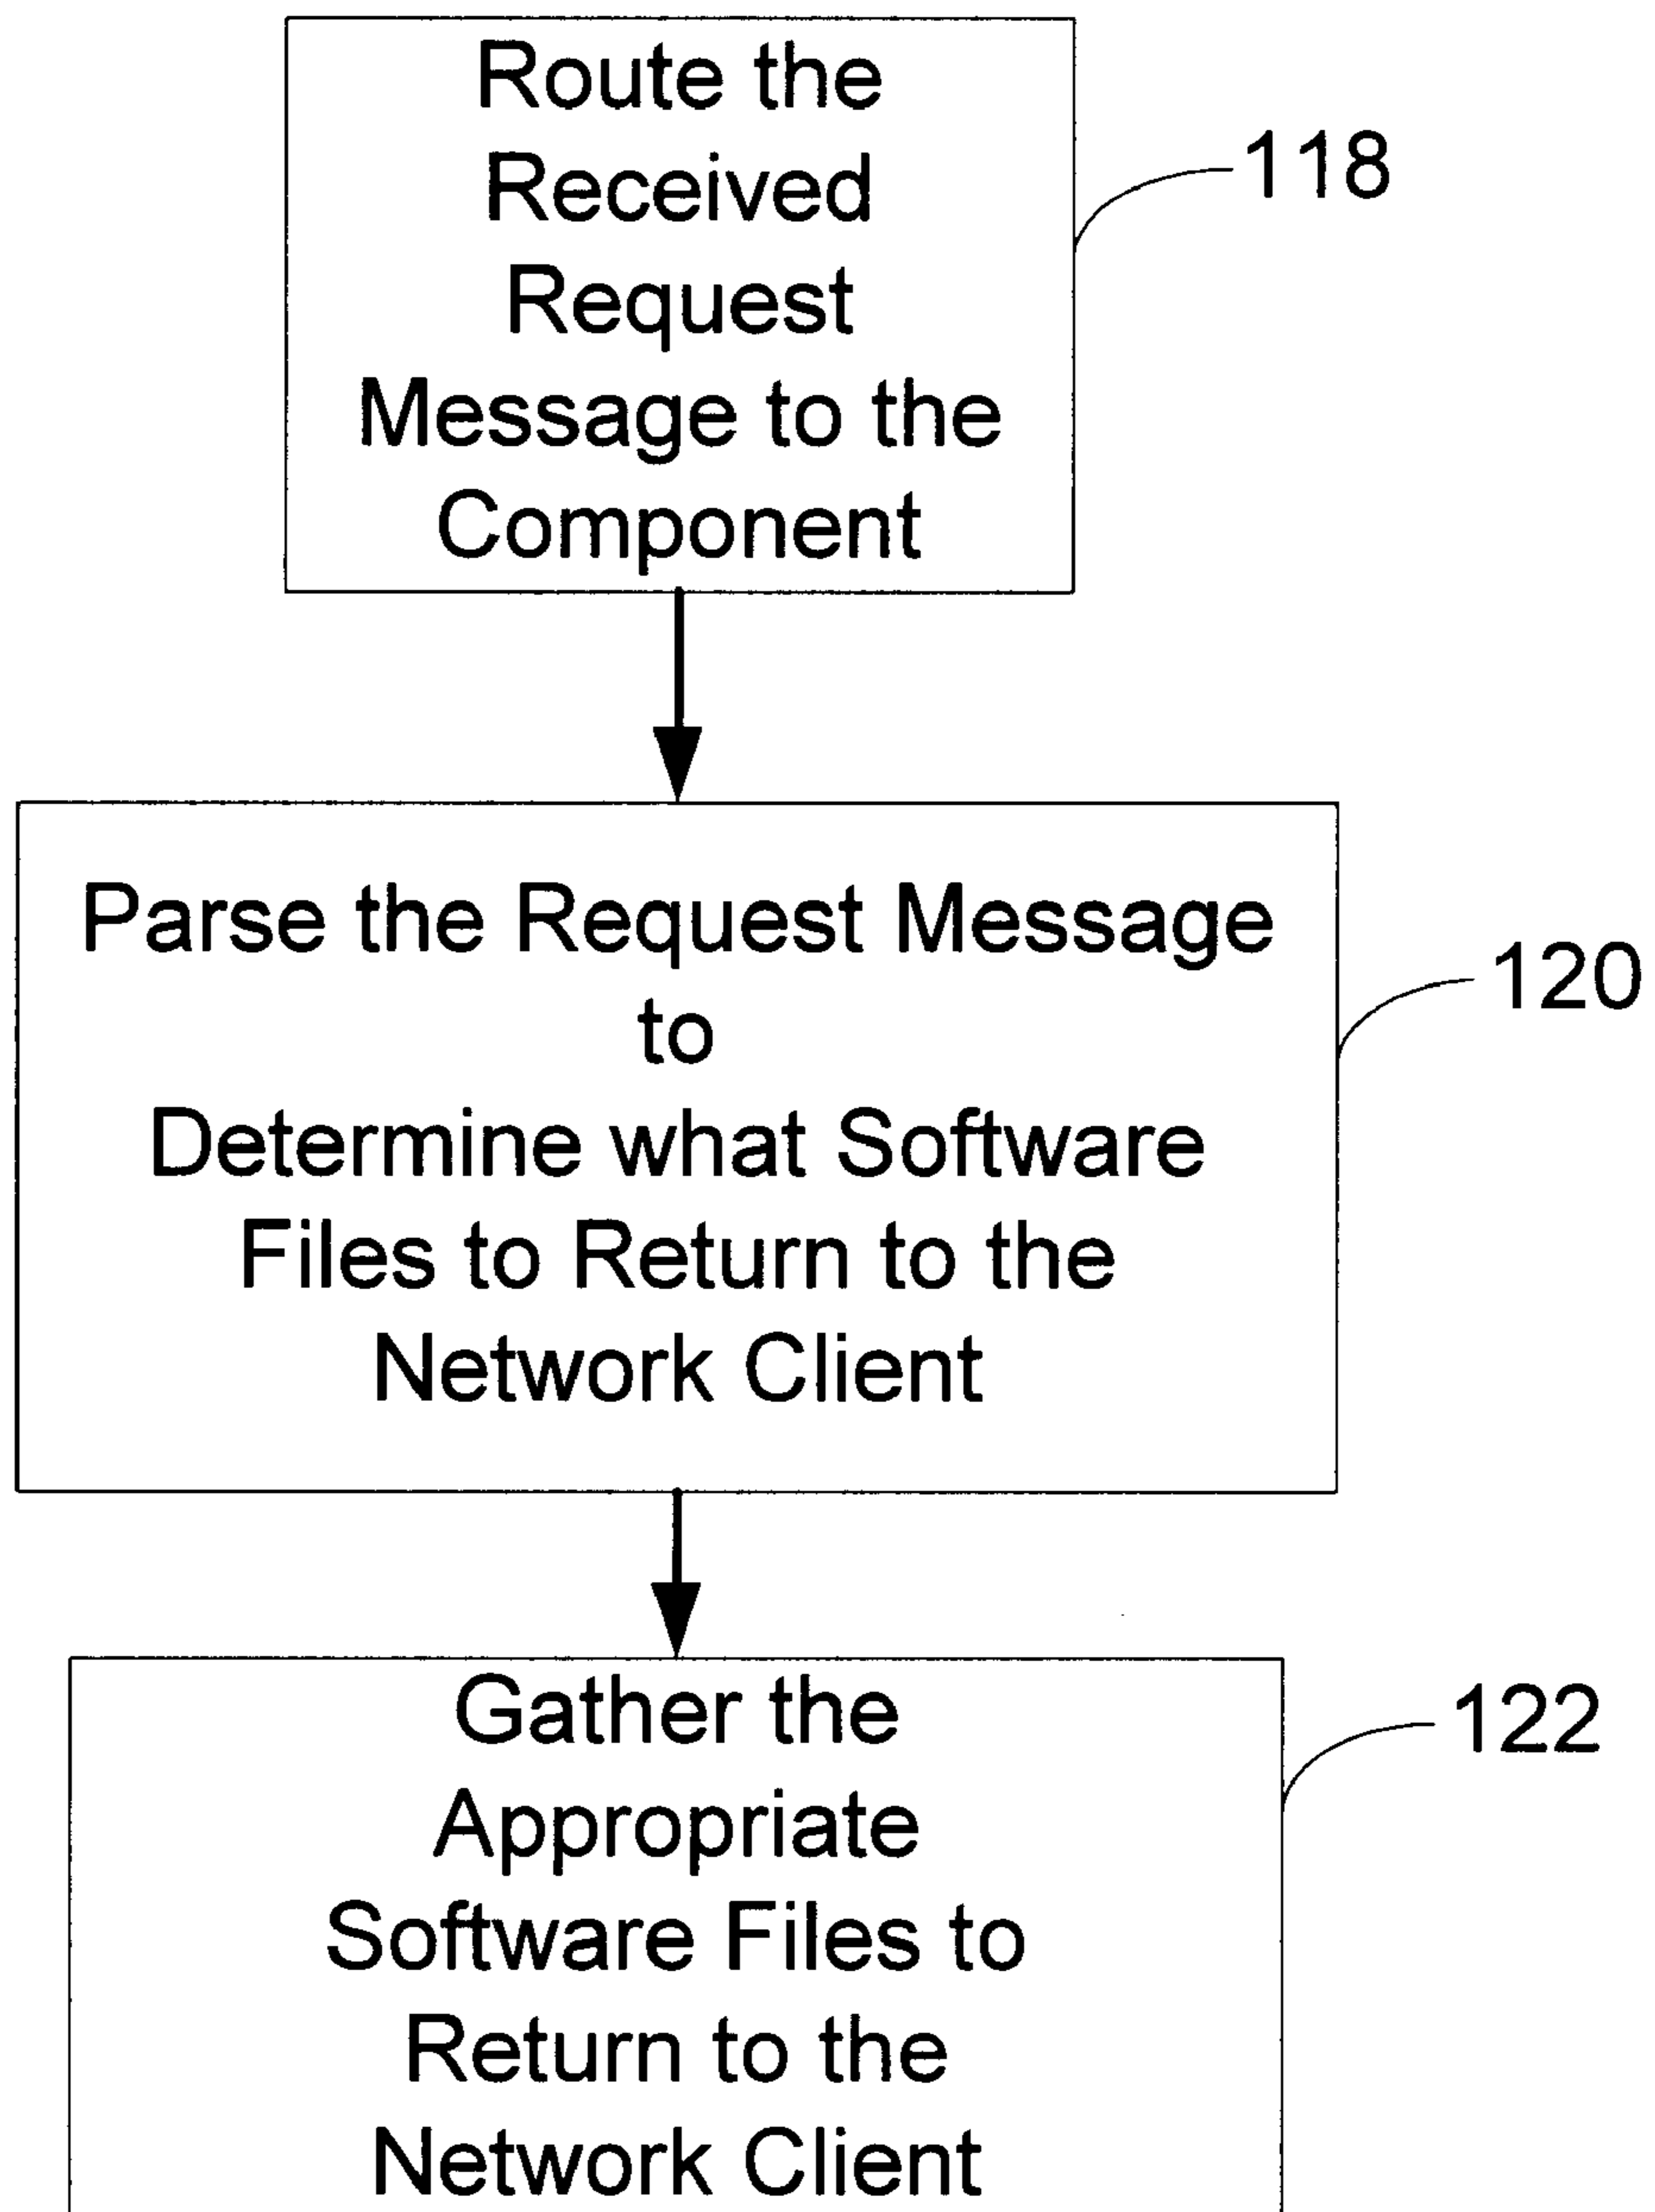 Route the
Received
Request
Message to the
Component
118
Parse the Request Message
to
Determine what Software
Files to Return to the
Network Client
120
Gather the
Appropriate
Software Files to
Return to the
Network Client
122